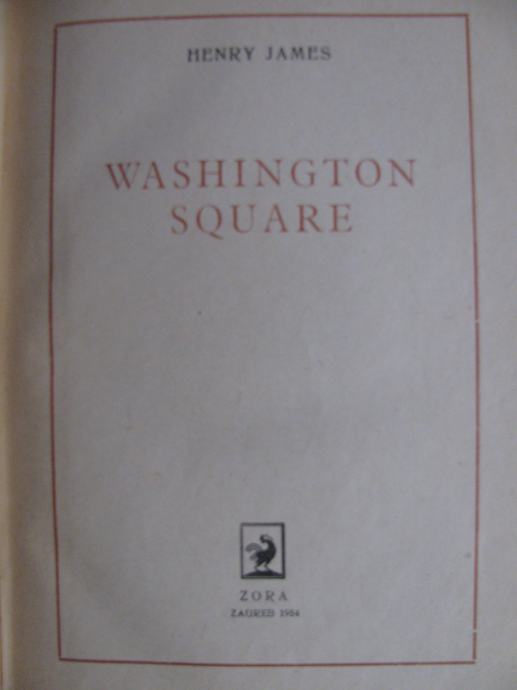 HENRY JAMES
WASHINGTON
SQUARE
ZORA
ZAGREB 1954